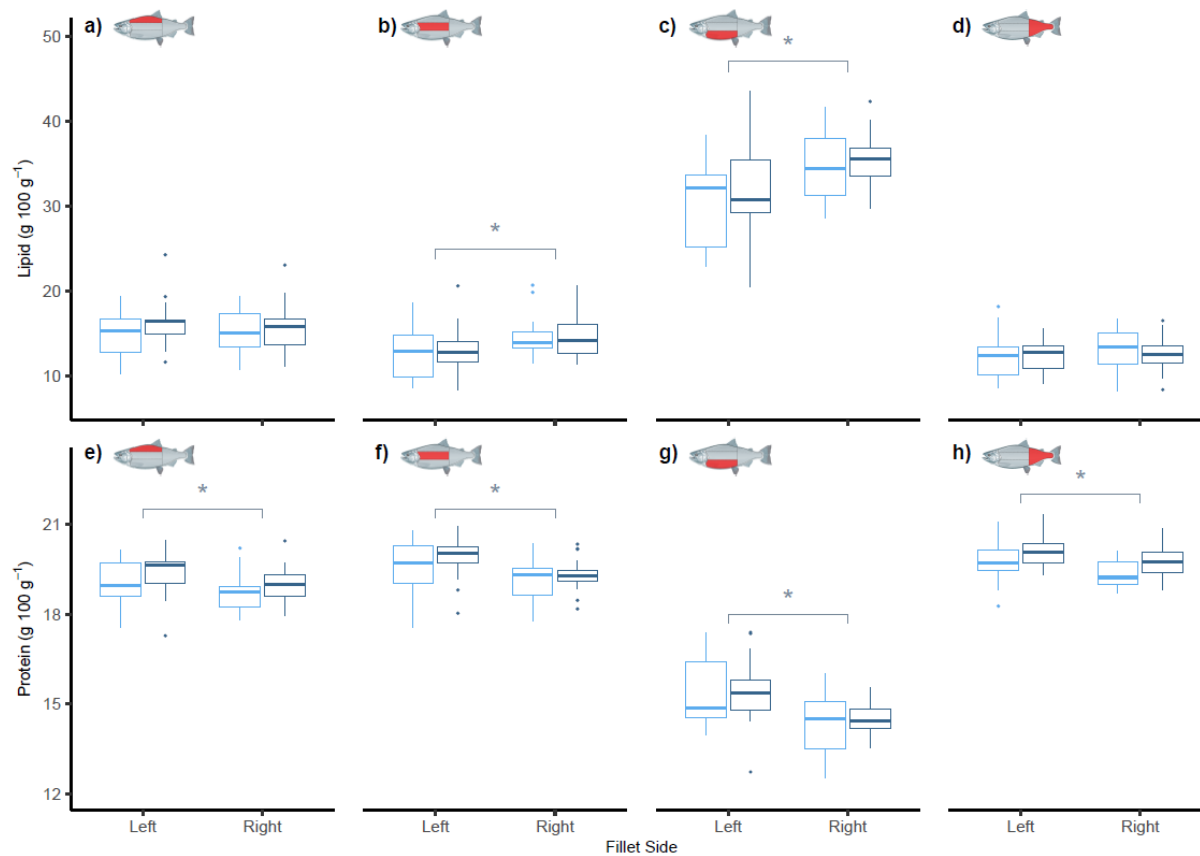 a) b) c) d)
50
40
30
20
10
Lipid (g 100 g⁻¹)
* *
e) f) g) h)
21
18
15
12
Protein (g 100 g⁻¹)
* * * *
Left Right Left Right Left Right Left Right
Fillet Side